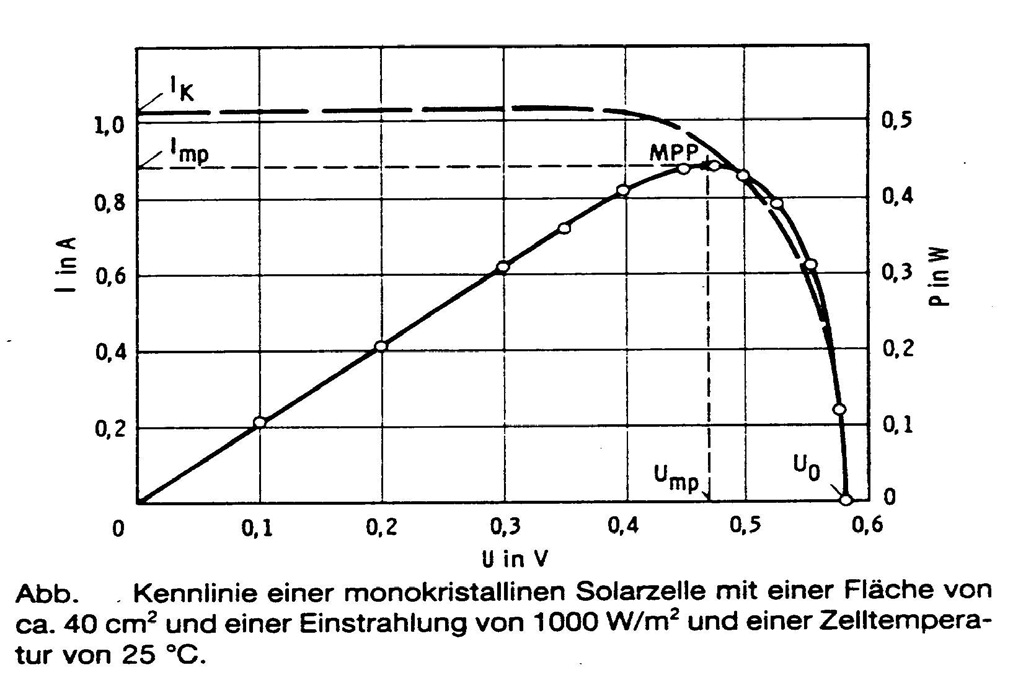 I_K
1,0
I_mp
MPP
0,5
0,8
0,4
I in A
0,6
0,3
P in W
0,4
0,2
0,2
0,1
U_mp
U_0
0
0
0,1
0,2
0,3
0,4
0,5
0,6
U in V
Abb. . Kennlinie einer monokristallinen Solarzelle mit einer Fläche von
ca. 40 cm² und einer Einstrahlung von 1000 W/m² und einer Zelltempera-
tur von 25 °C.